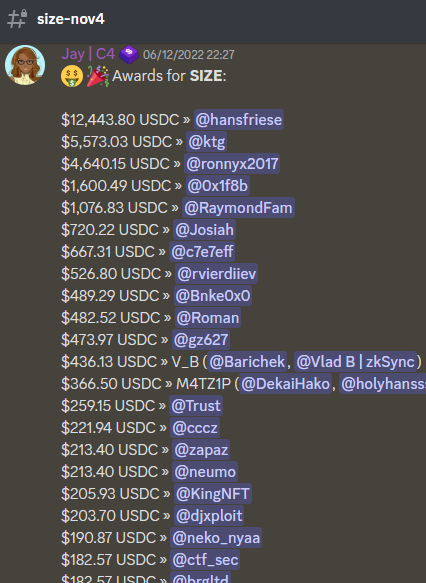 size-nov4
Jay | C4 06/12/2022 22:27
🤑 🎉 Awards for SIZE:
$12,443.80 USDC » @hansfriese
$5,573.03 USDC » @ktg
$4,640.15 USDC » @ronnyx2017
$1,600.49 USDC » @0x1f8b
$1,076.83 USDC » @RaymondFam
$720.22 USDC » @Josiah
$667.31 USDC » @c7e7eff
$526.80 USDC » @rvierdiiev
$489.29 USDC » @Bnke0x0
$482.52 USDC » @Roman
$473.97 USDC » @gz627
$436.13 USDC » V_B (@Barichek, @Vlad B | zkSync)
$366.50 USDC » M4TZ1P (@DekaiHako, @holyhanss
$259.15 USDC » @Trust
$221.94 USDC » @cccz
$213.40 USDC » @zapaz
$213.40 USDC » @neumo
$205.93 USDC » @KingNFT
$203.70 USDC » @djxploit
$190.87 USDC » @neko_nyaa
$182.57 USDC » @ctf_sec
$182.57 USDC » @brgltd